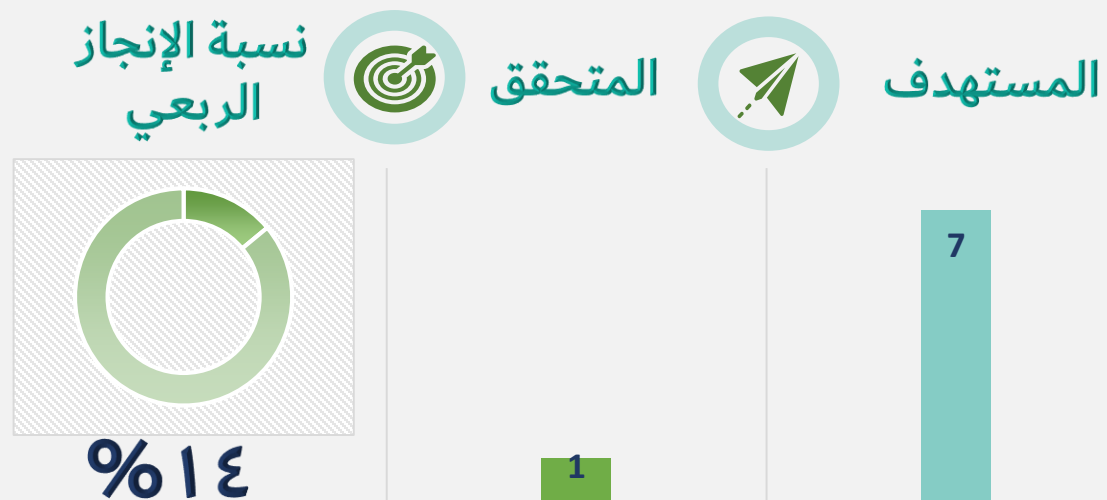 المستهدف
المتحقق
نسبة الإنجاز
الربعي
7
1
%١٤